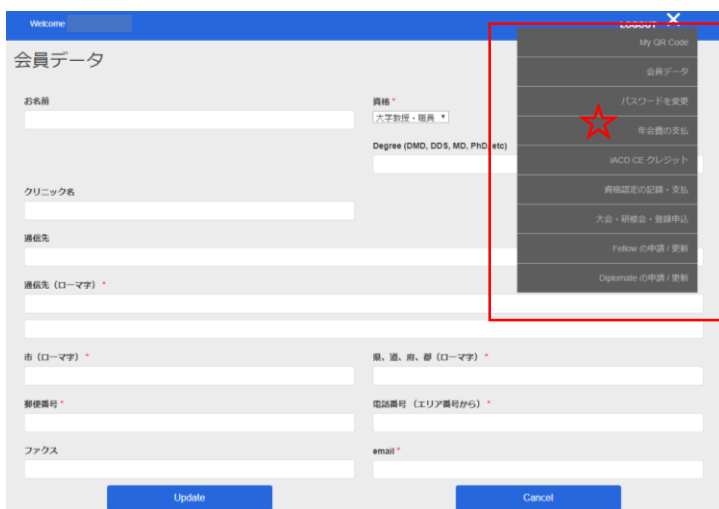 Welcome
LOGOUT ✕
My QR Code
会員データ
会員データ
パスワードを変更
年会費の支払
IACD CE クレジット
資格認定の記録・支払
大会・研修会・登録申込
Fellow の申請 / 更新
Diplomate の申請 / 更新
お名前
資格 *
大学教授・職員
Degree (DMD, DDS, MD, PhD, etc)
クリニック名
通信先
通信先（ローマ字） *
市（ローマ字） *
県、道、府、都（ローマ字） *
郵便番号 *
電話番号 （エリア番号から） *
ファクス
email *
Update
Cancel